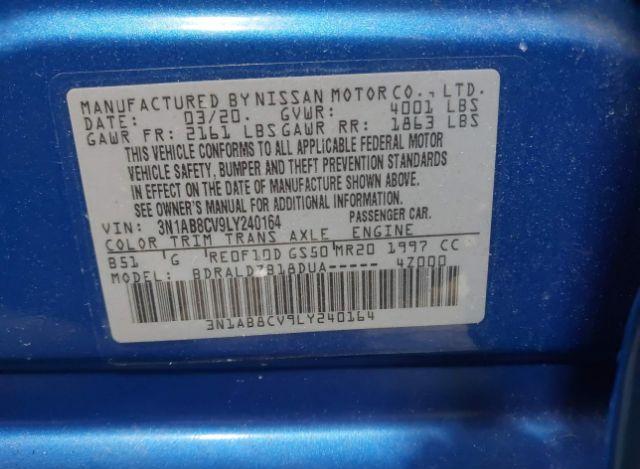 MANUFACTURED BY NISSAN MOTOR CO., LTD.
DATE: 03/20. GVWR: 4001 LBS
GAWR FR: 2161 LBS GAWR RR: 1863 LBS
THIS VEHICLE CONFORMS TO ALL APPLICABLE FEDERAL MOTOR
VEHICLE SAFETY, BUMPER AND THEFT PREVENTION STANDARDS
IN EFFECT ON THE DATE OF MANUFACTURE SHOWN ABOVE.
SEE OWNER'S MANUAL FOR ADDITIONAL INFORMATION.
VIN: 3N1AB8CV9LY240164 PASSENGER CAR.
COLOR TRIM TRANS AXLE ENGINE
B51 G RE0F10D GS50 MR20 1997 CC
MODEL: BDRALDZB18DUA----- 4Z000
3N1AB8CV9LY240164